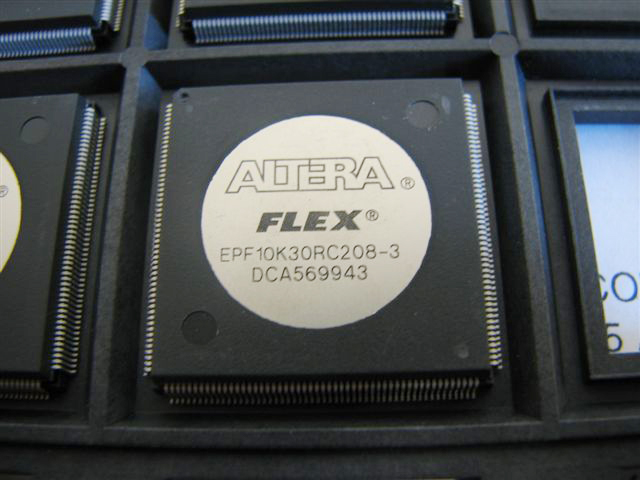 ALTERA®
FLEX®
EPF10K30RC208-3
DCA569943
®